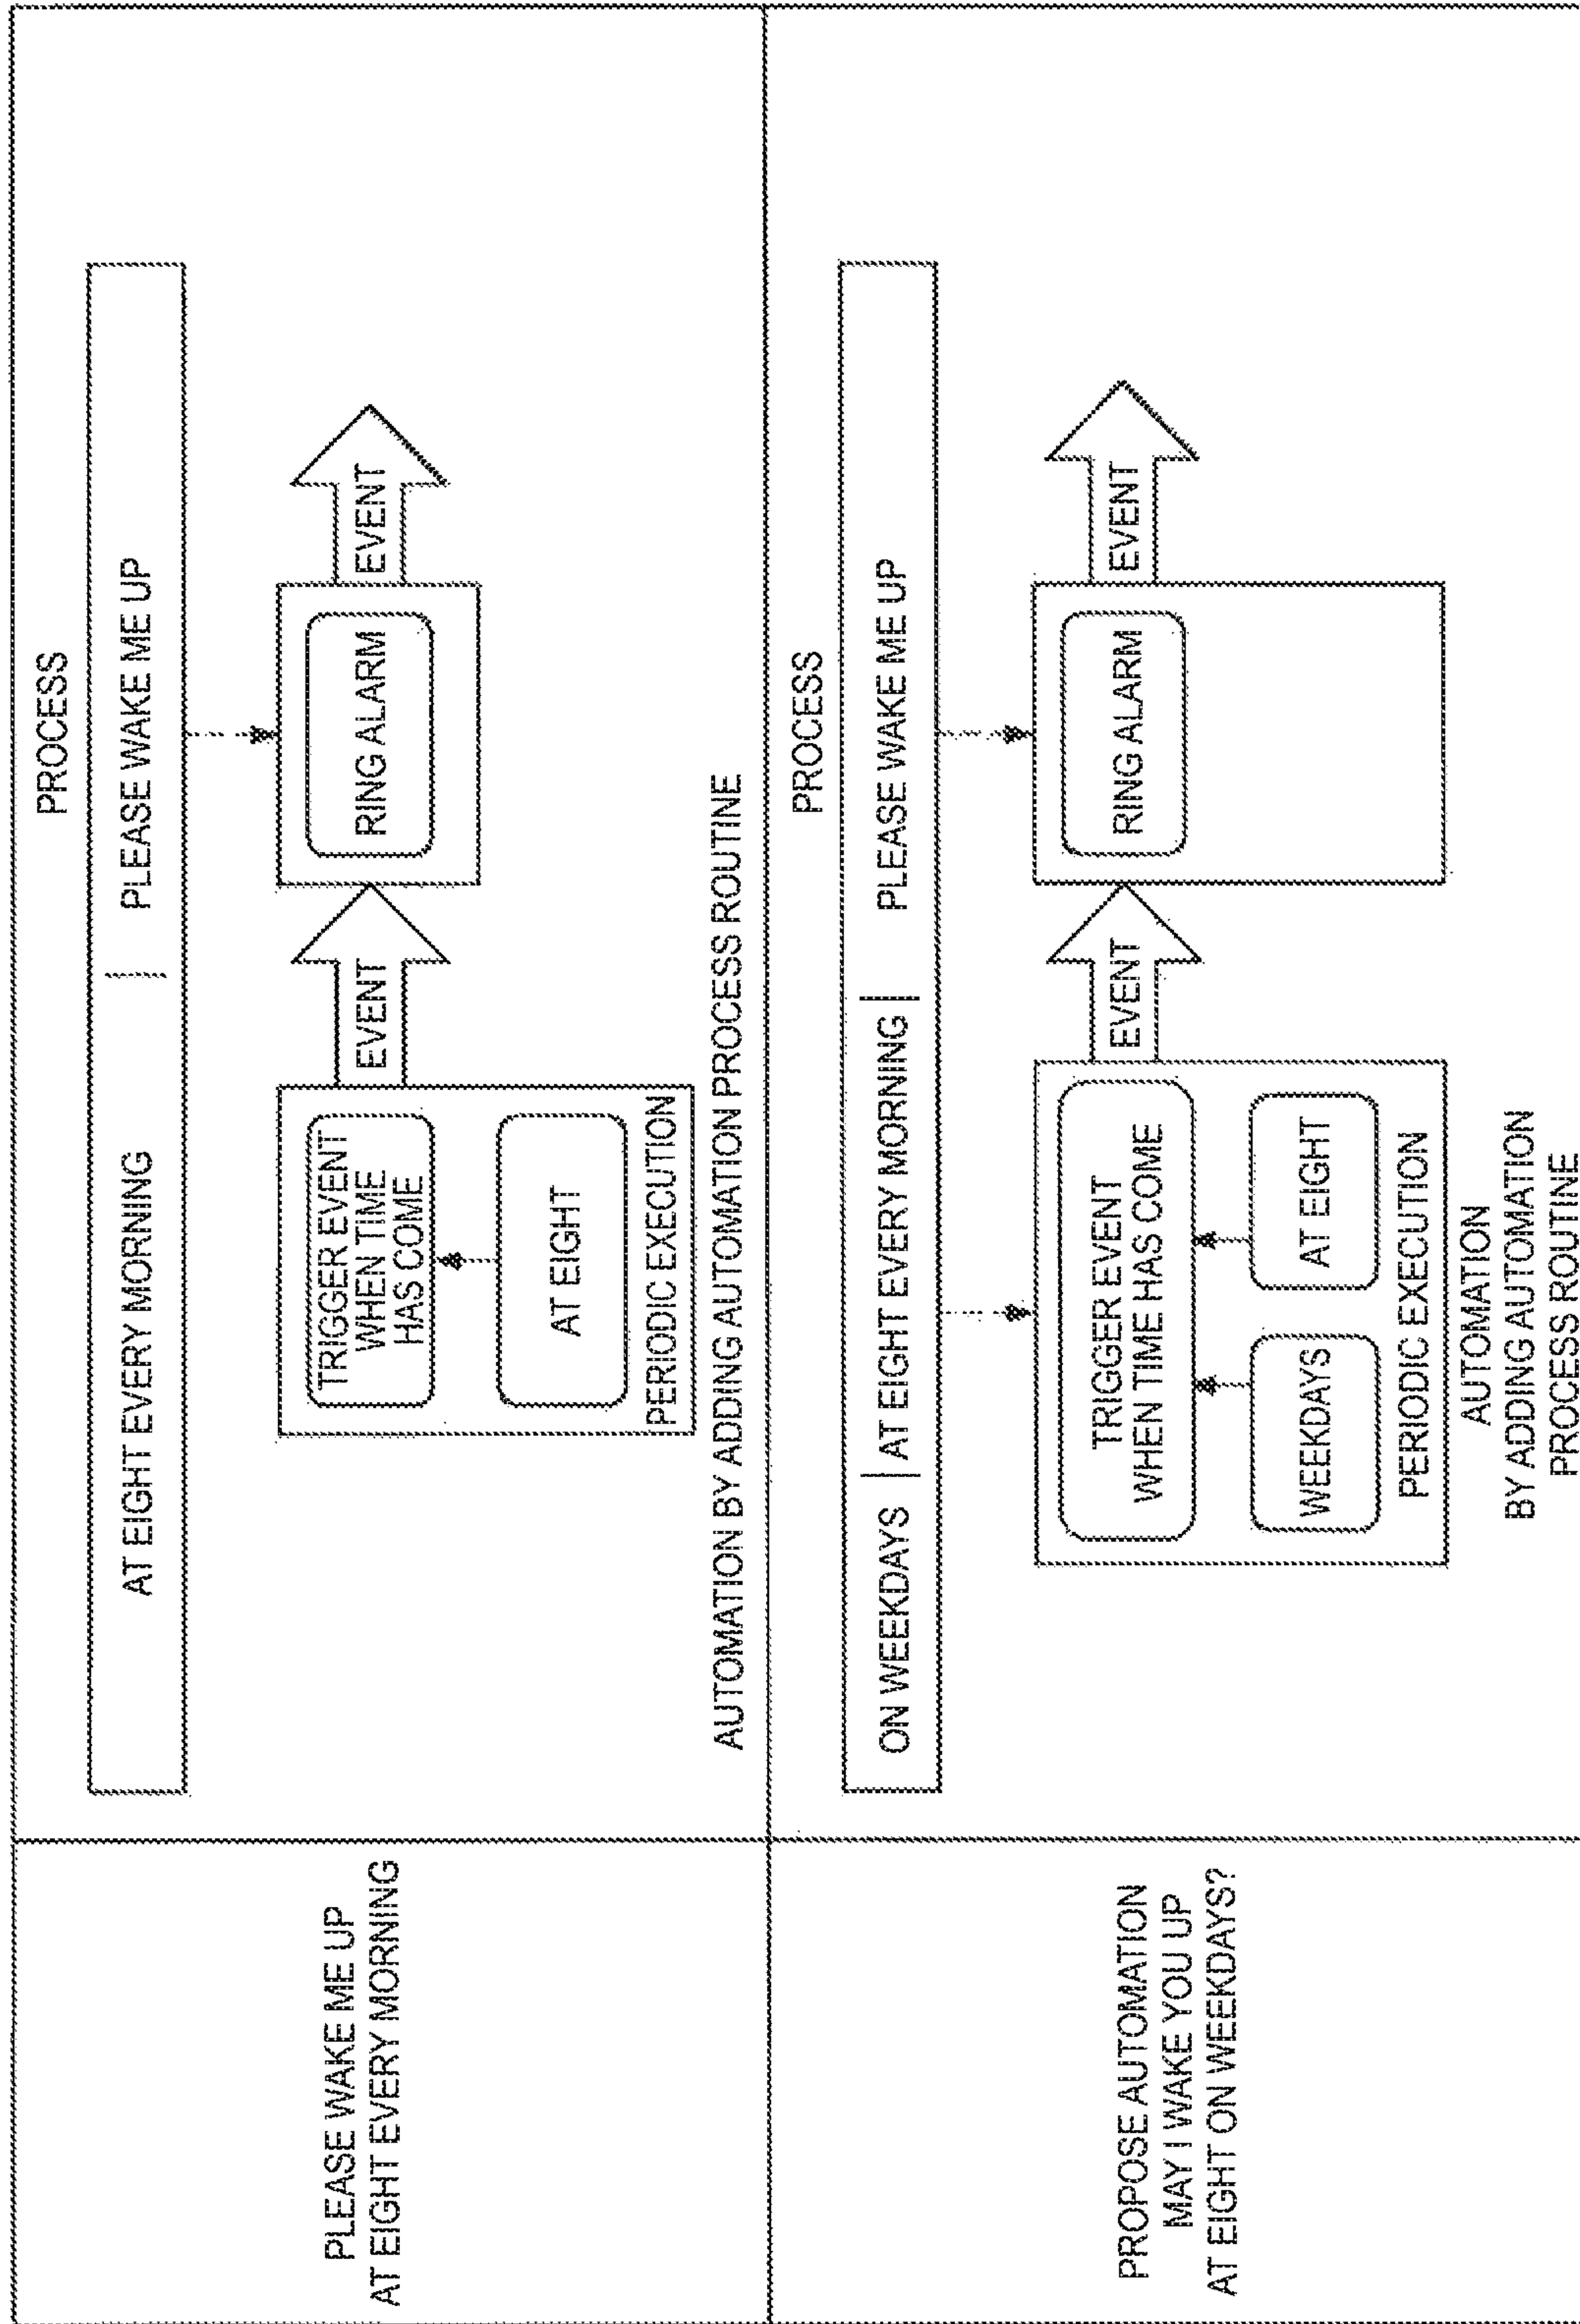 PLEASE WAKE ME UP
AT EIGHT EVERY MORNING
PROCESS
AT EIGHT EVERY MORNING
PLEASE WAKE ME UP
TRIGGER EVENT
WHEN TIME
HAS COME
AT EIGHT
PERIODIC EXECUTION
EVENT
RING ALARM
EVENT
AUTOMATION BY ADDING AUTOMATION PROCESS ROUTINE
PROPOSE AUTOMATION
MAY I WAKE YOU UP
AT EIGHT ON WEEKDAYS?
PROCESS
ON WEEKDAYS
AT EIGHT EVERY MORNING
PLEASE WAKE ME UP
TRIGGER EVENT
WHEN TIME HAS COME
WEEKDAYS
AT EIGHT
PERIODIC EXECUTION
EVENT
RING ALARM
EVENT
AUTOMATION
BY ADDING AUTOMATION
PROCESS ROUTINE